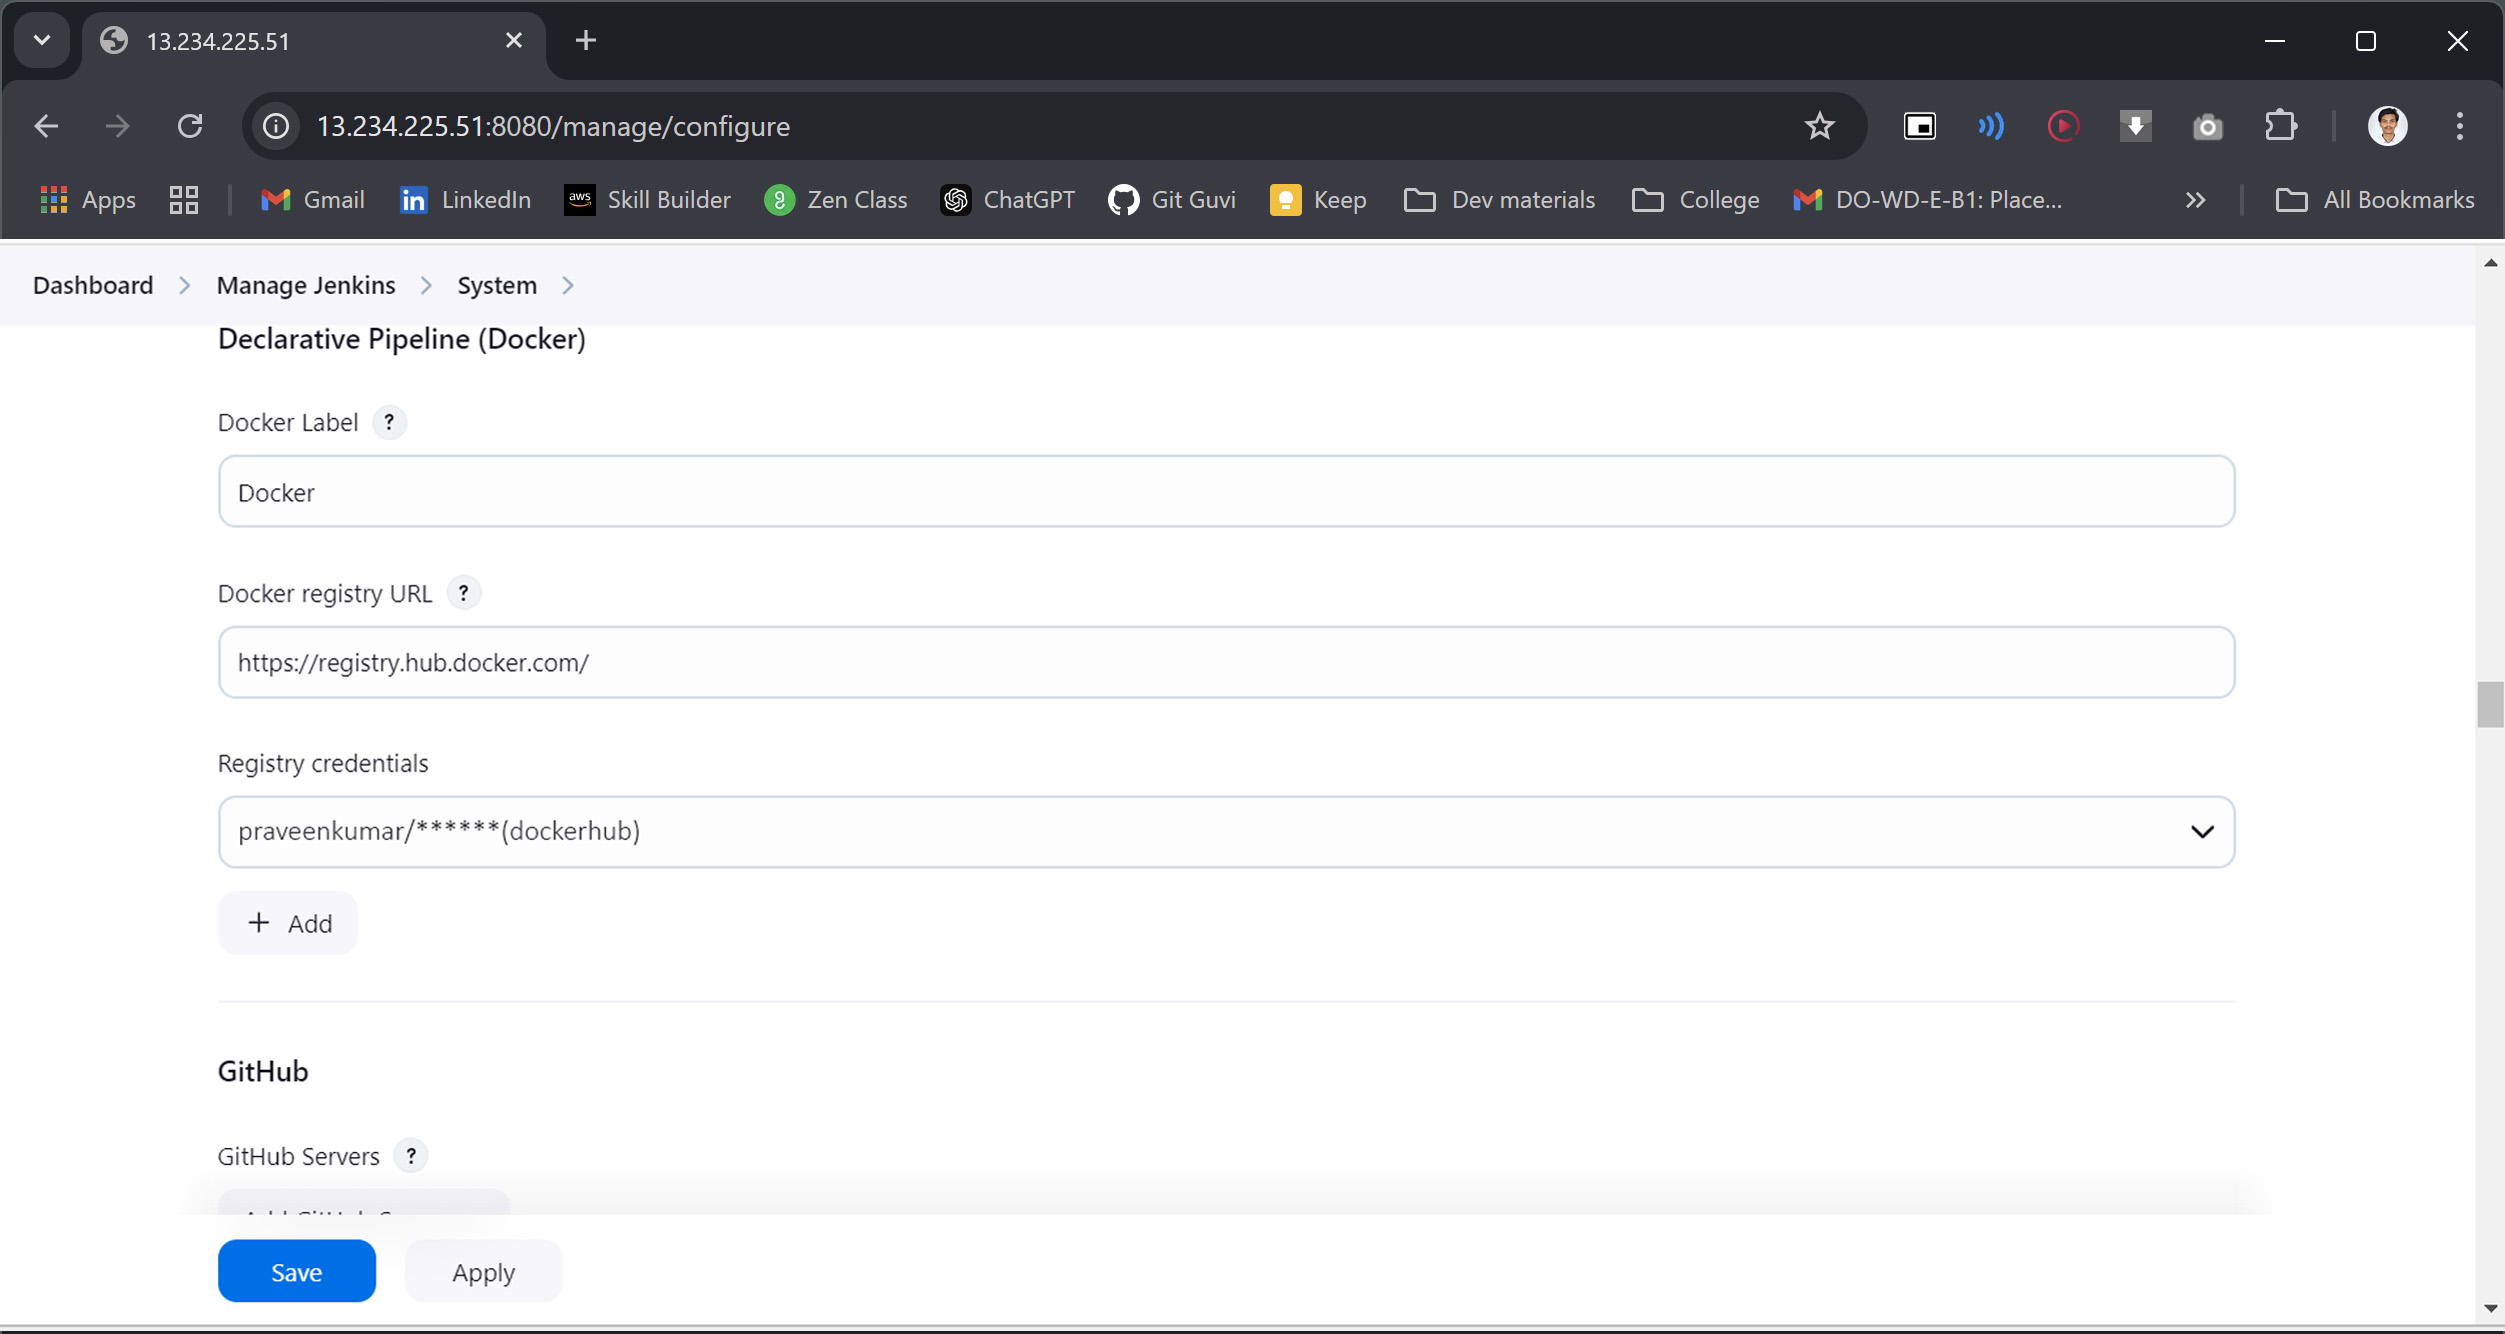 13.234.225.51
13.234.225.51:8080/manage/configure
Apps Gmail LinkedIn aws Skill Builder Zen Class ChatGPT Git Guvi Keep Dev materials College DO-WD-E-B1: Place... All Bookmarks
Dashboard Manage Jenkins System
Declarative Pipeline (Docker)
Docker Label ?
Docker
Docker registry URL ?
https://registry.hub.docker.com/
Registry credentials
praveenkumar/******(dockerhub)
+ Add
GitHub
GitHub Servers ?
Save Apply